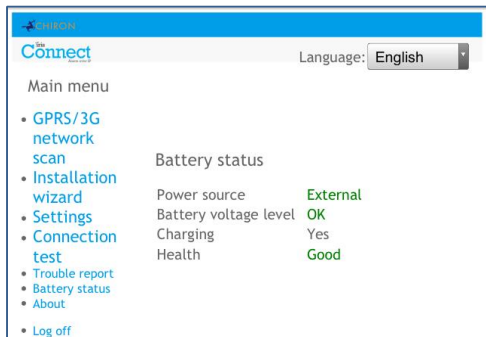 CHIRON
iris
Connect
Language: English
Main menu
GPRS/3G
network
scan
Installation
wizard
Settings
Connection
test
Trouble report
Battery status
About
Log off
Battery status
Power source External
Battery voltage level OK
Charging Yes
Health Good